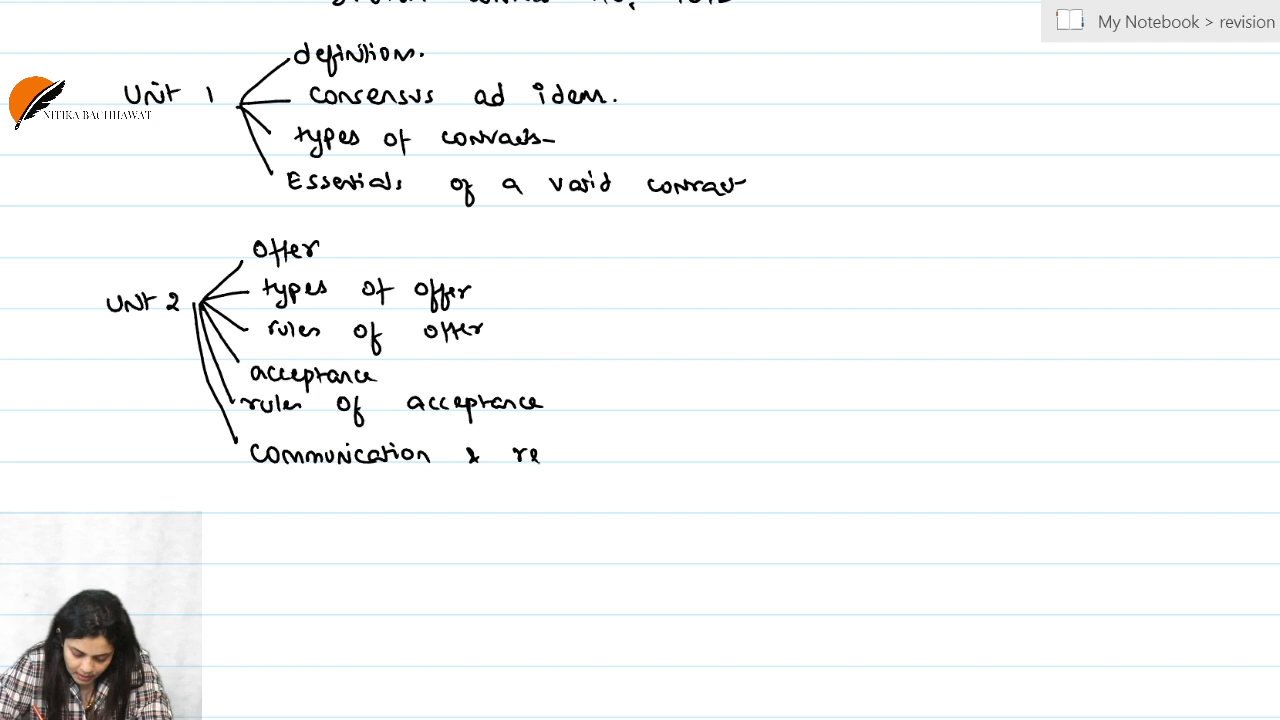 My Notebook > revision
definitions.
Unit 1
consensus ad idem.
NITIKA BACHHAWAT
types of contracts
Essentials of a valid contract
offer
types of offer
Unit 2
rules of offer
acceptance
rules of acceptance
Communication & re